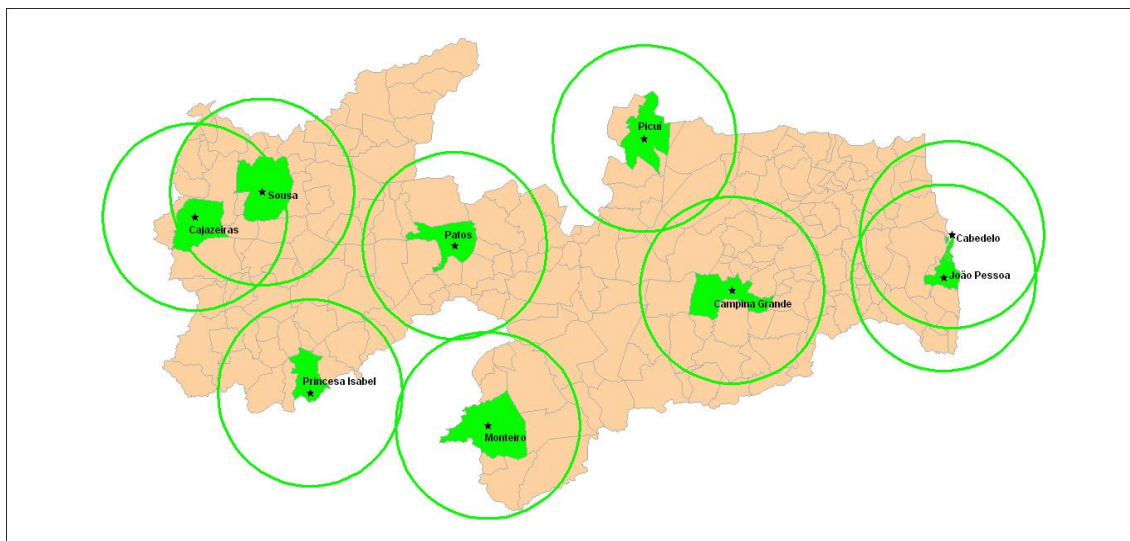 Picuí
Sousa
Cajazeiras
Patos
Cabedelo
João Pessoa
Campina Grande
Princesa Isabel
Monteiro